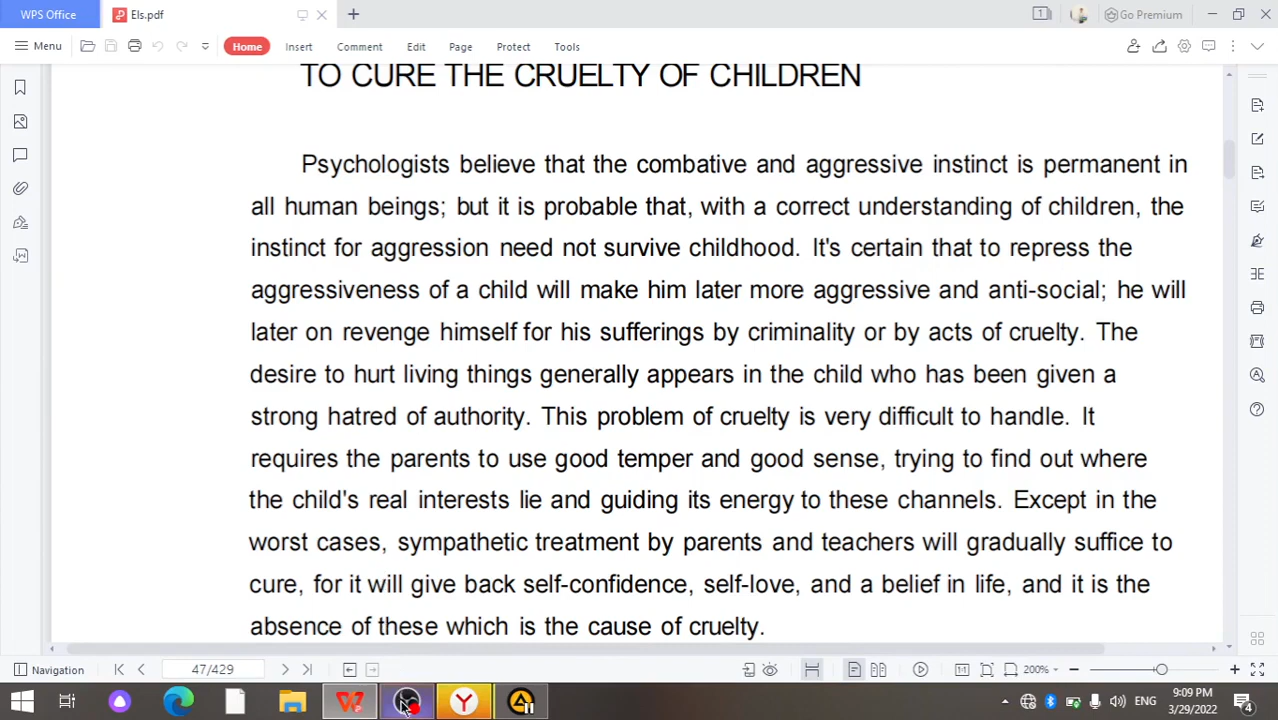 WPS Office
Els.pdf
1
Go Premium
Menu
Home
Insert
Comment
Edit
Page
Protect
Tools
TO CURE THE CRUELTY OF CHILDREN
Psychologists believe that the combative and aggressive instinct is permanent in
all human beings; but it is probable that, with a correct understanding of children, the
instinct for aggression need not survive childhood. It's certain that to repress the
aggressiveness of a child will make him later more aggressive and anti-social; he will
later on revenge himself for his sufferings by criminality or by acts of cruelty. The
desire to hurt living things generally appears in the child who has been given a
strong hatred of authority. This problem of cruelty is very difficult to handle. It
requires the parents to use good temper and good sense, trying to find out where
the child's real interests lie and guiding its energy to these channels. Except in the
worst cases, sympathetic treatment by parents and teachers will gradually suffice to
cure, for it will give back self-confidence, self-love, and a belief in life, and it is the
absence of these which is the cause of cruelty.
Navigation
47/429
1:1
200%
ENG
9:09 PM
3/29/2022
4